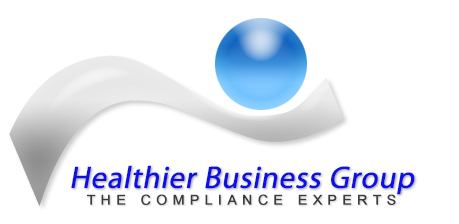 Healthier Business Group
THE COMPLIANCE EXPERTS